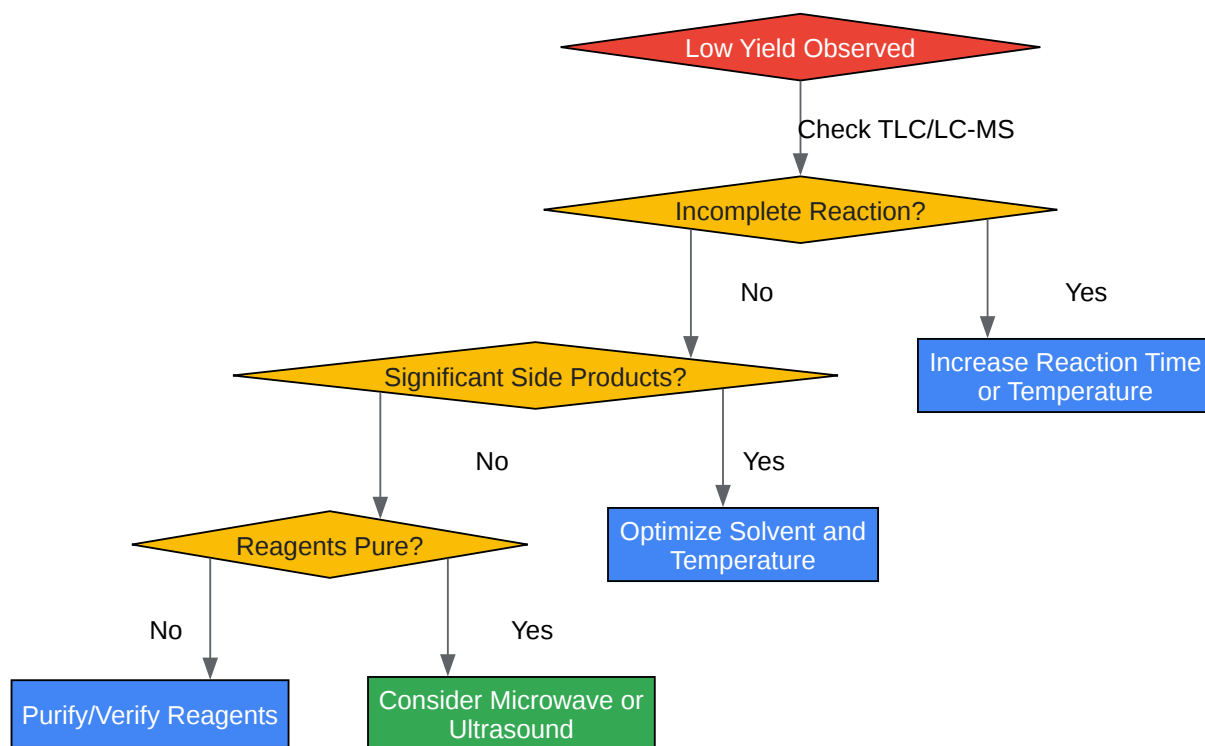 Low Yield Observed
Check TLC/LC-MS
Incomplete Reaction?
No
Yes
Increase Reaction Time
or Temperature
Significant Side Products?
No
Yes
Optimize Solvent and
Temperature
Reagents Pure?
No
Yes
Purify/Verify Reagents
Consider Microwave or
Ultrasound